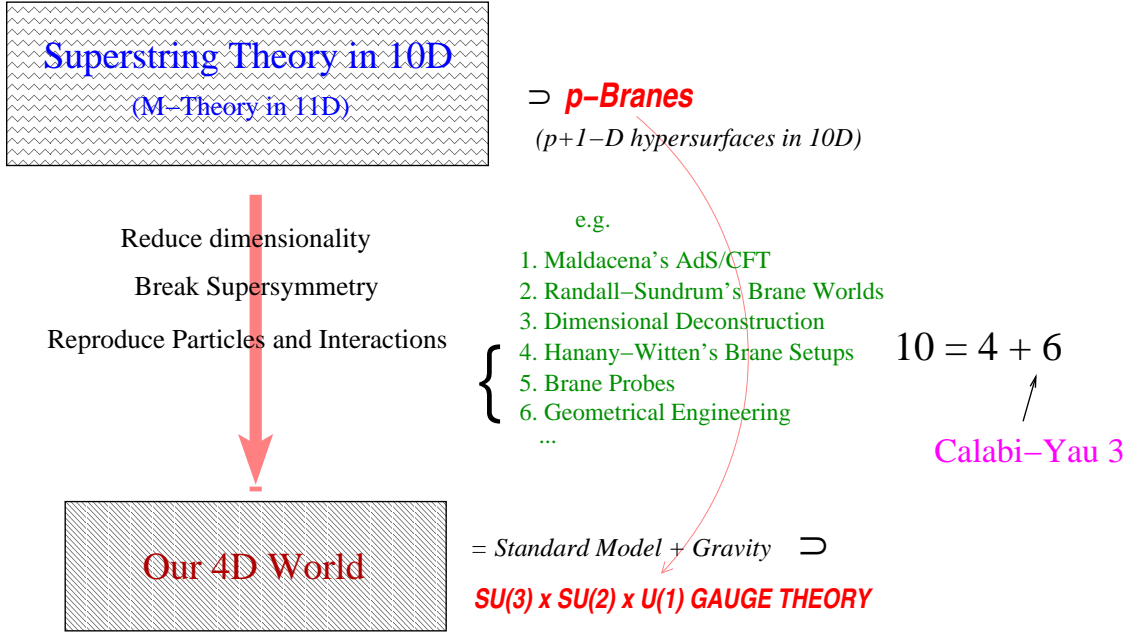 Superstring Theory in 10D
(M−Theory in 11D)
⊃ p−Branes
(p+1−D hypersurfaces in 10D)
Reduce dimensionality
Break Supersymmetry
Reproduce Particles and Interactions
e.g.
1. Maldacena's AdS/CFT
2. Randall−Sundrum's Brane Worlds
3. Dimensional Deconstruction
4. Hanany−Witten's Brane Setups
5. Brane Probes
6. Geometrical Engineering
...
{
10 = 4 + 6
Calabi−Yau 3
Our 4D World
= Standard Model + Gravity ⊃
SU(3) x SU(2) x U(1) GAUGE THEORY